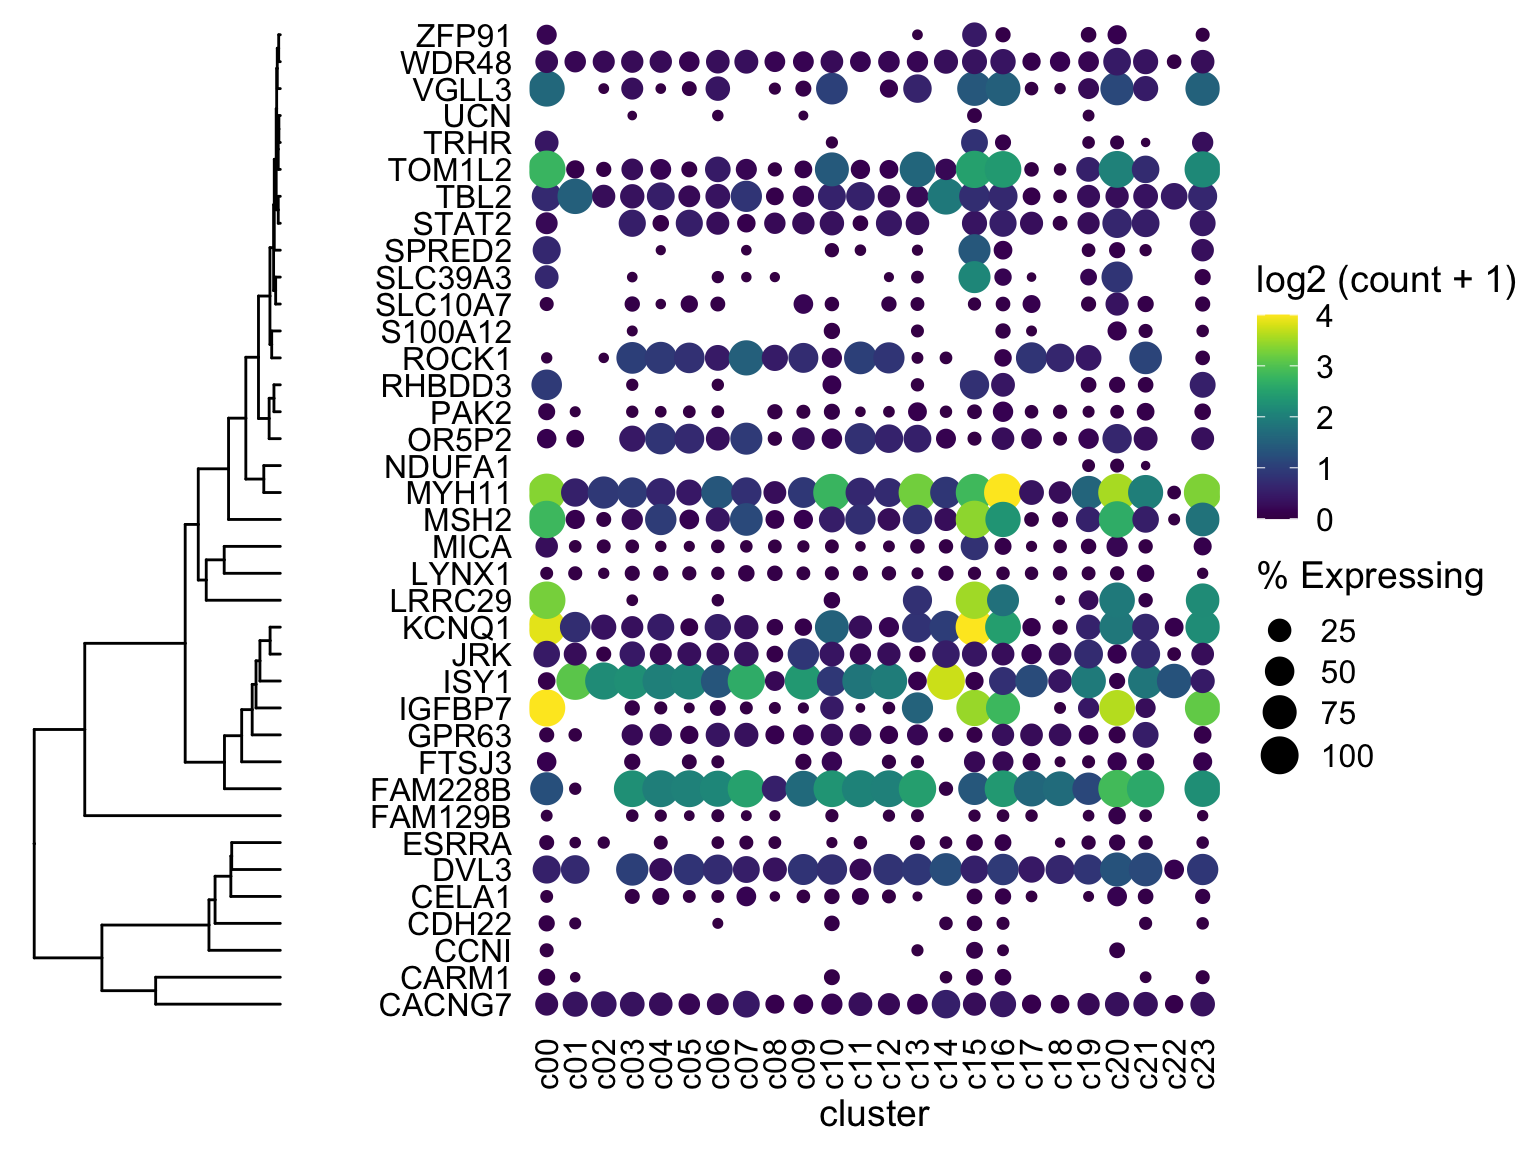 ZFP91
WDR48
VGLL3
UCN
TRHR
TOM1L2
TBL2
STAT2
SPRED2
SLC39A3
SLC10A7
S100A12
ROCK1
RHBDD3
PAK2
OR5P2
NDUFA1
MYH11
MSH2
MICA
LYNX1
LRRC29
KCNQ1
JRK
ISY1
IGFBP7
GPR63
FTSJ3
FAM228B
FAM129B
ESRRA
DVL3
CELA1
CDH22
CCNI
CARM1
CACNG7
c00 c01 c02 c03 c04 c05 c06 c07 c08 c09 c10 c11 c12 c13 c14 c15 c16 c17 c18 c19 c20 c21 c22 c23
cluster
log2 (count + 1)
4
3
2
1
0
% Expressing
25
50
75
100